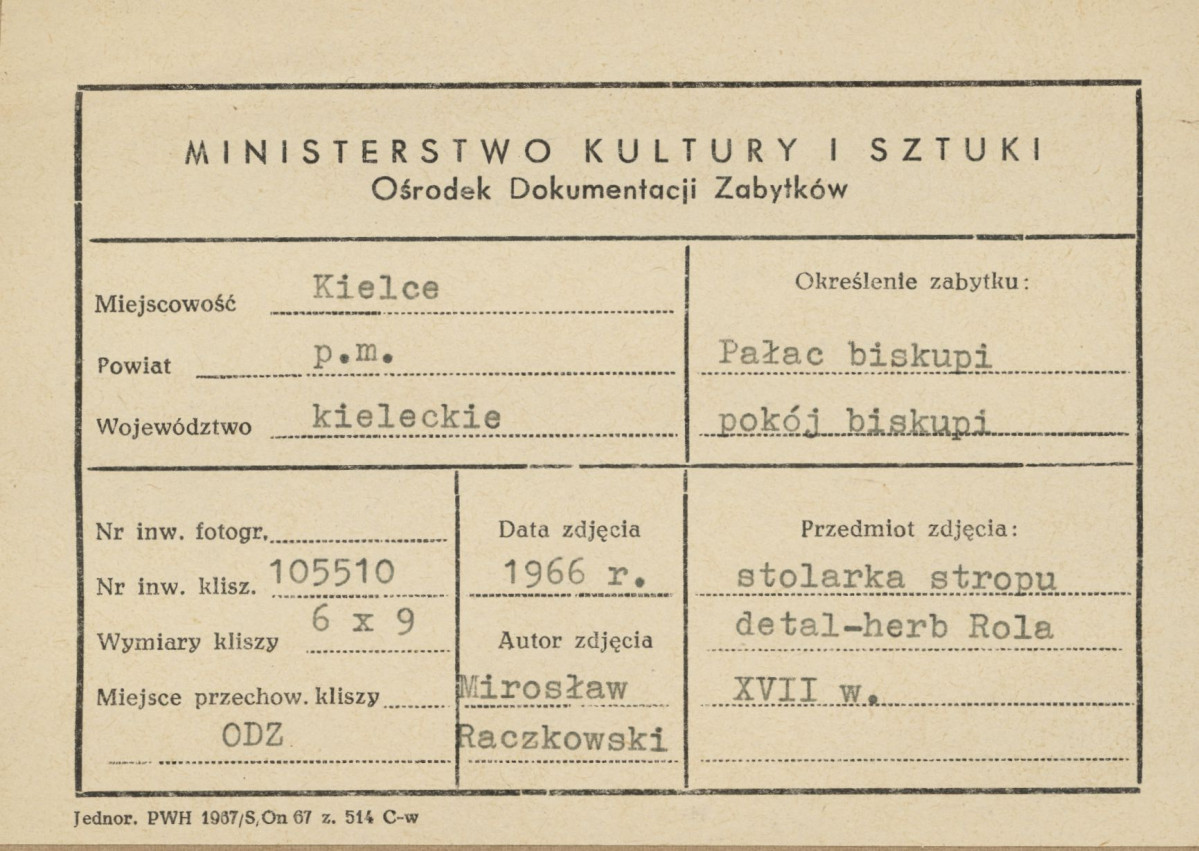 MINISTERSTWO KULTURY I SZTUKI
Ośrodek Dokumentacji Zabytków
Miejscowość Kielce
Powiat p.m.
Województwo kieleckie
Określenie zabytku:
Pałac biskupi
pokój biskupi
Nr inw. fotogr.
Nr inw. klisz. 105510
Wymiary kliszy 6 x 9
Miejsce przechow. kliszy
ODZ
Data zdjęcia
1966 r.
Autor zdjęcia
Mirosław
Raczkowski
Przedmiot zdjęcia:
stolarka stropu
detal-herb Rola
XVII w.
Jednor. PWH 1967/S, On 67 z. 514 C-w